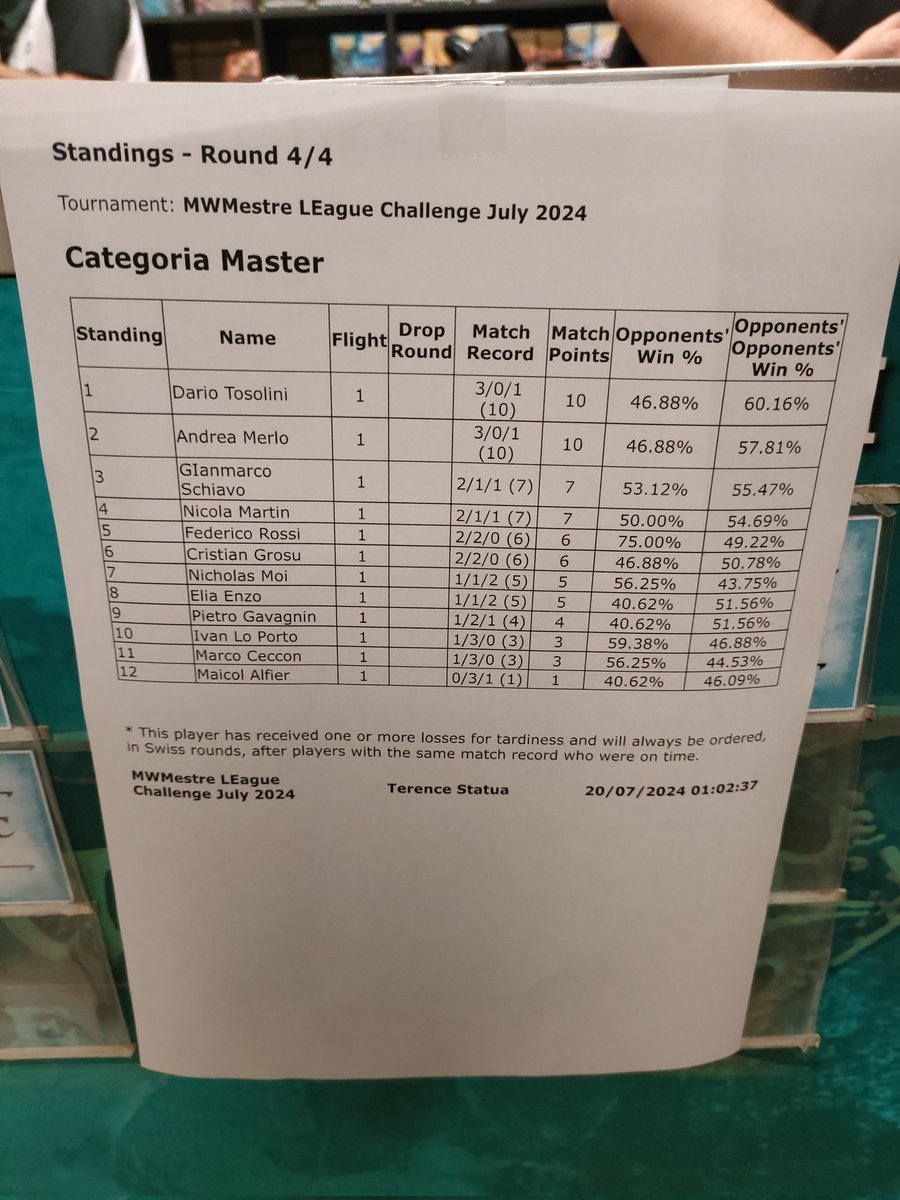 Standings - Round 4/4
Tournament: MWMestre LEague Challenge July 2024
Categoria Master
Standing Name Flight Drop Round Match Record Match Points Opponents' Win % Opponents' Opponents' Win %
1 Dario Tosolini 1 3/0/1 (10) 10 46.88% 60.16%
2 Andrea Merlo 1 3/0/1 (10) 10 46.88% 57.81%
3 GIanmarco Schiavo 1 2/1/1 (7) 7 53.12% 55.47%
4 Nicola Martin 1 2/1/1 (7) 7 50.00% 54.69%
5 Federico Rossi 1 2/2/0 (6) 6 75.00% 49.22%
6 Cristian Grosu 1 2/2/0 (6) 6 46.88% 50.78%
7 Nicholas Moi 1 1/1/2 (5) 5 56.25% 43.75%
8 Elia Enzo 1 1/1/2 (5) 5 40.62% 51.56%
9 Pietro Gavagnin 1 1/2/1 (4) 4 40.62% 51.56%
10 Ivan Lo Porto 1 1/3/0 (3) 3 59.38% 46.88%
11 Marco Ceccon 1 1/3/0 (3) 3 56.25% 44.53%
12 Maicol Alfier 1 0/3/1 (1) 1 40.62% 46.09%
* This player has received one or more losses for tardiness and will always be ordered,
in Swiss rounds, after players with the same match record who were on time.
MWMestre LEague
Challenge July 2024 Terence Statua 20/07/2024 01:02:37